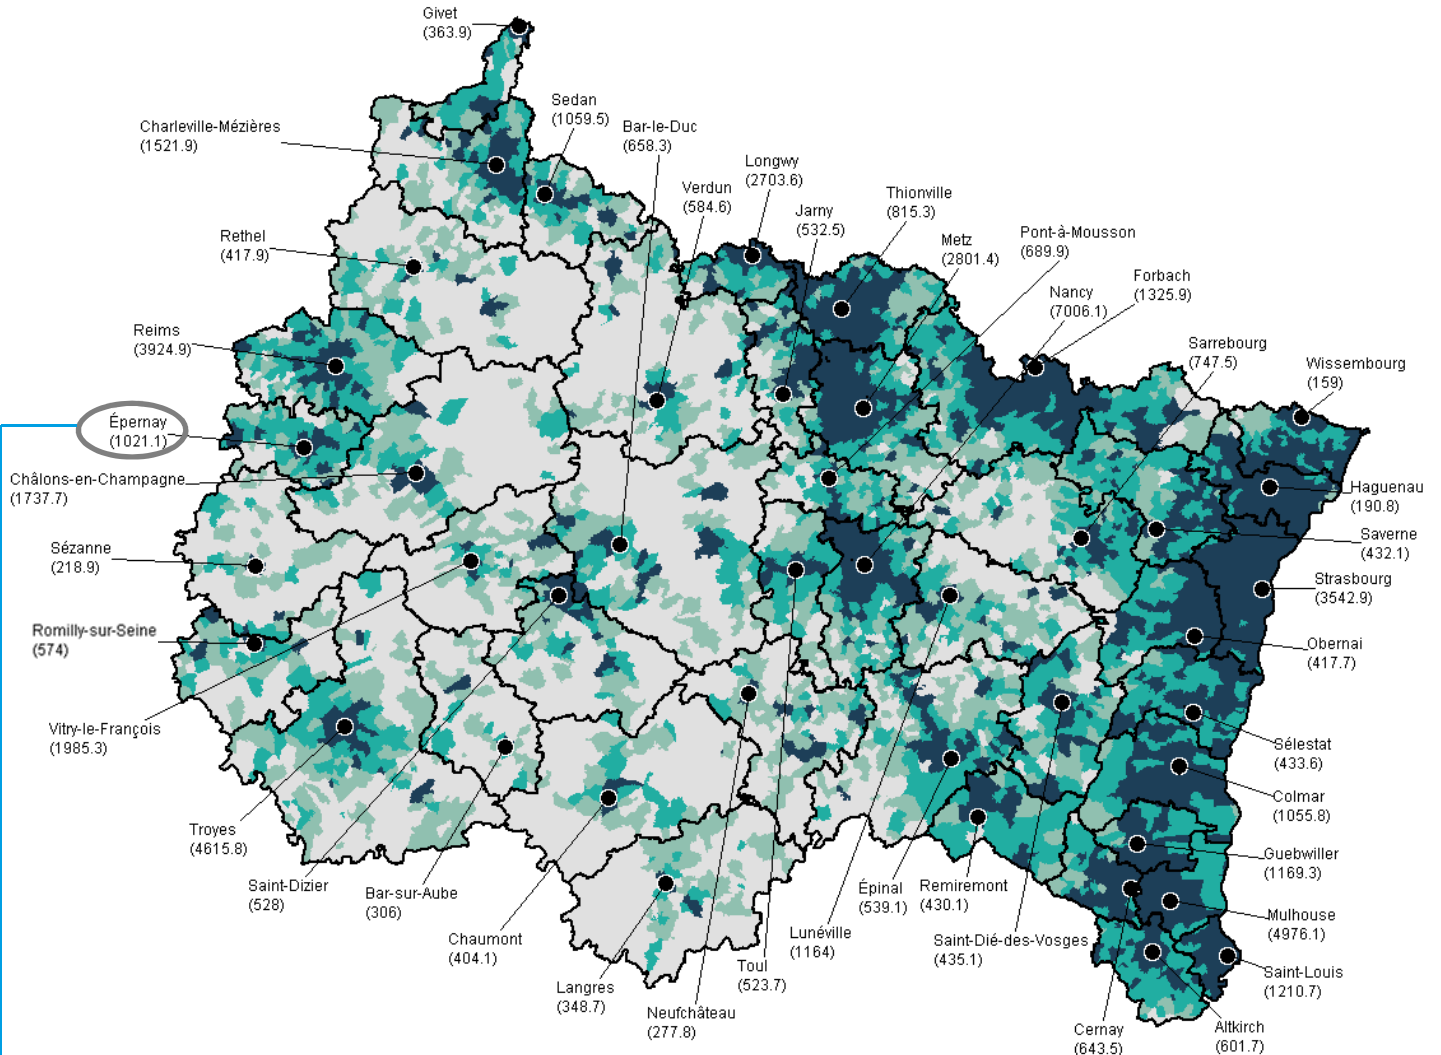 Givet
(363.9)
Sedan
(1059.5)
Charleville-Mézières
(1521.9)
Bar-le-Duc
(658.3)
Longwy
(2703.6)
Verdun
(584.6)
Thionville
(815.3)
Jarny
(532.5)
Pont-à-Mousson
(689.9)
Metz
(2801.4)
Rethel
(417.9)
Forbach
(1325.9)
Nancy
(7006.1)
Reims
(3924.9)
Sarrebourg
(747.5)
Wissembourg
(159)
Épernay
(1021.1)
Châlons-en-Champagne
(1737.7)
Haguenau
(190.8)
Saverne
(432.1)
Sézanne
(218.9)
Strasbourg
(3542.9)
Romilly-sur-Seine
(574)
Obernai
(417.7)
Vitry-le-François
(1985.3)
Sélestat
(433.6)
Colmar
(1055.8)
Troyes
(4615.8)
Guebwiller
(1169.3)
Saint-Dizier
(528)
Bar-sur-Aube
(306)
Épinal
(539.1)
Remiremont
(430.1)
Mulhouse
(4976.1)
Chaumont
(404.1)
Lunéville
(1164)
Saint-Dié-des-Vosges
(435.1)
Toul
(523.7)
Saint-Louis
(1210.7)
Langres
(348.7)
Neufchâteau
(277.8)
Cernay
(643.5)
Altkirch
(601.7)